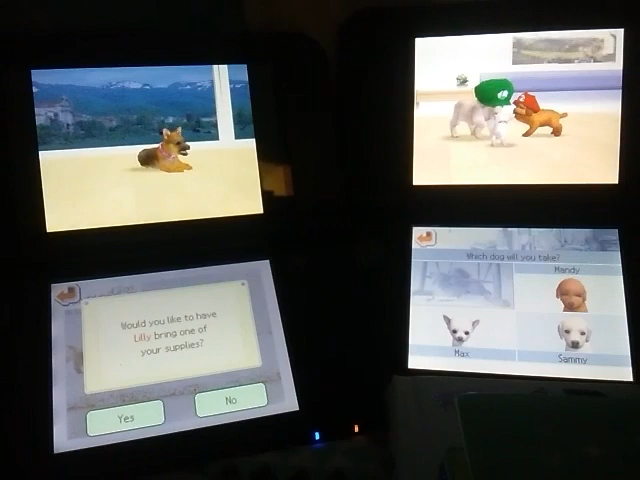 Would you like to have
Lilly bring one of
your supplies?
Yes
No
Which dog will you take?
Mandy
Max
Sammy